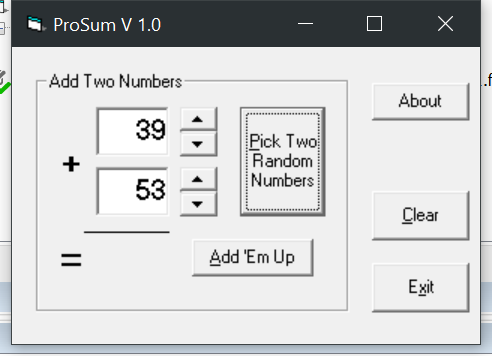 ProSum V 1.0
Add Two Numbers
39
+
53
=
Pick Two
Random
Numbers
Add 'Em Up
About
Clear
Exit
.f